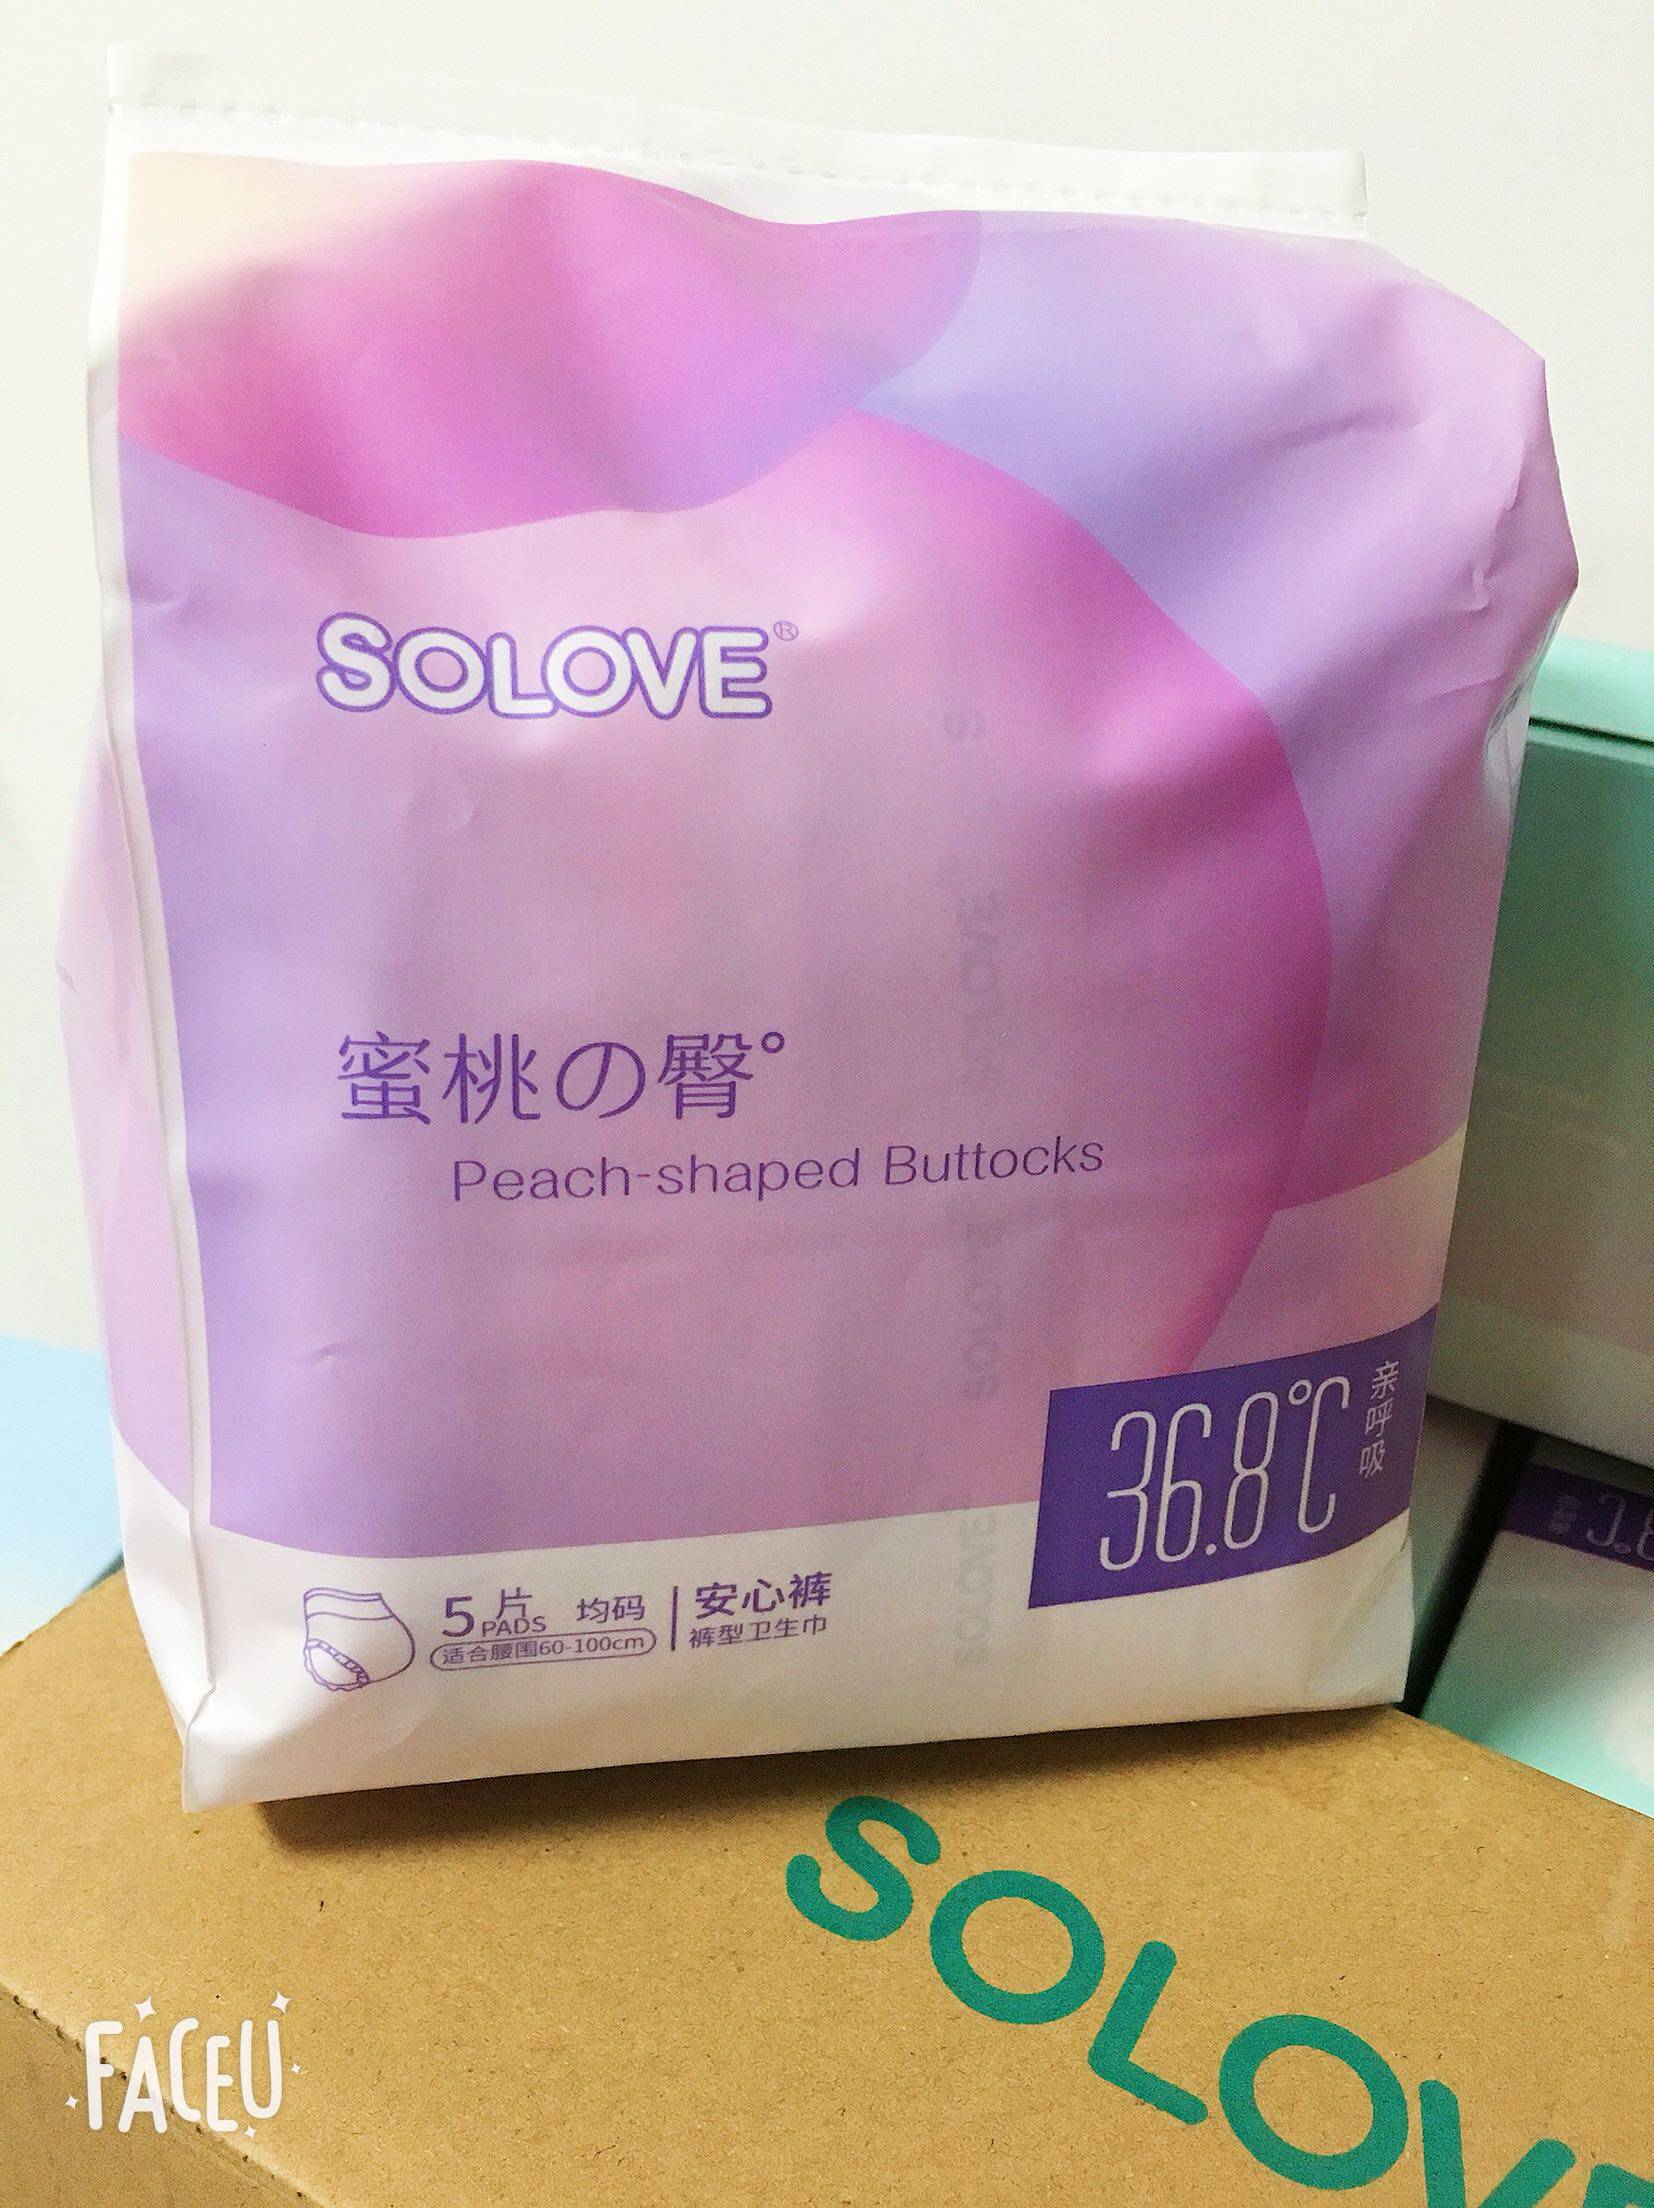 SOLOVE®
蜜桃の臀°
Peach-shaped Buttocks
36.8℃
亲呼吸
5片 均码
PADS
适合腰围60-100cm
安心裤
裤型卫生巾
SOLOVE
FACEU